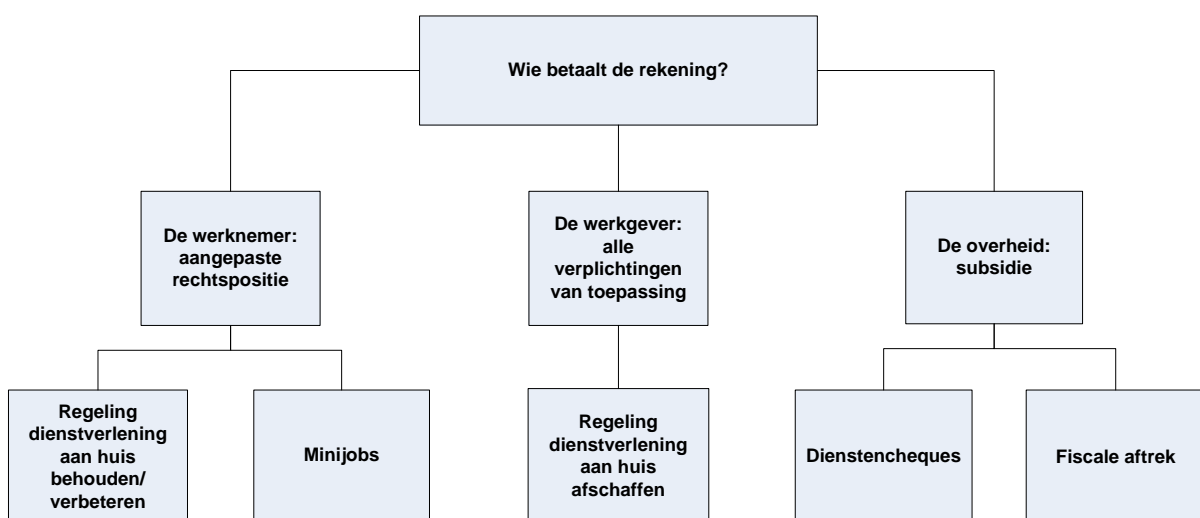 Wie betaalt de rekening?
De werknemer:
aangepaste
rechtspositie
De werkgever:
alle
verplichtingen
van toepassing
De overheid:
subsidie
Regeling
dienstverlening
aan huis
behouden/
verbeteren
Minijobs
Regeling
dienstverlening
aan huis
afschaffen
Dienstencheques
Fiscale aftrek